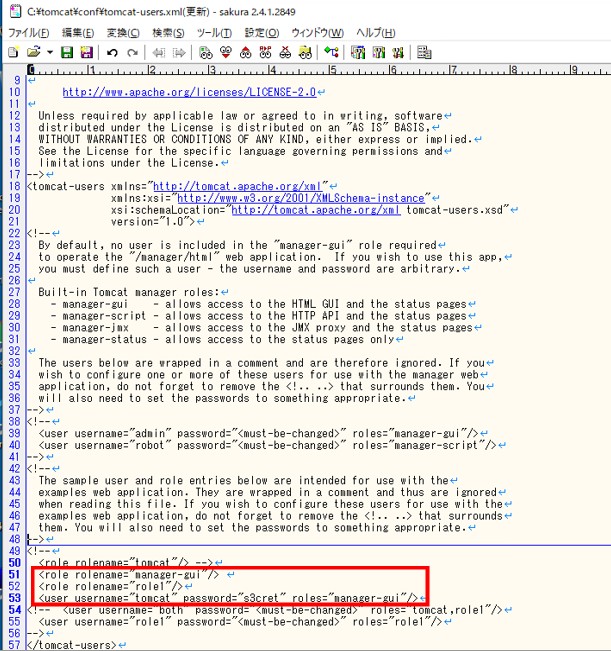 C:¥tomcat¥conf¥tomcat-users.xml(更新) - sakura 2.4.1.2849
ファイル(F) 編集(E) 変換(C) 検索(S) ツール(T) 設定(O) ウィンドウ(W) ヘルプ(H)
0 1 2 3 4 5 6 7 8 9
9
10 http://www.apache.org/licenses/LICENSE-2.0
11
12 Unless required by applicable law or agreed to in writing, software
13 distributed under the License is distributed on an "AS IS" BASIS,
14 WITHOUT WARRANTIES OR CONDITIONS OF ANY KIND, either express or implied.
15 See the License for the specific language governing permissions and
16 limitations under the License.
17 -->
18 <tomcat-users xmlns="http://tomcat.apache.org/xml"
19 xmlns:xsi="http://www.w3.org/2001/XMLSchema-instance"
20 xsi:schemaLocation="http://tomcat.apache.org/xml tomcat-users.xsd"
21 version="1.0">
22 <!--
23 By default, no user is included in the "manager-gui" role required
24 to operate the "/manager/html" web application. If you wish to use this app,
25 you must define such a user - the username and password are arbitrary.
26
27 Built-in Tomcat manager roles:
28 - manager-gui - allows access to the HTML GUI and the status pages
29 - manager-script - allows access to the HTTP API and the status pages
30 - manager-jmx - allows access to the JMX proxy and the status pages
31 - manager-status - allows access to the status pages only
32
33 The users below are wrapped in a comment and are therefore ignored. If you
34 wish to configure one or more of these users for use with the manager web
35 application, do not forget to remove the <!.. ..> that surrounds them. You
36 will also need to set the passwords to something appropriate.
37 -->
38 <!--
39 <user username="admin" password="<must-be-changed>" roles="manager-gui"/>
40 <user username="robot" password="<must-be-changed>" roles="manager-script"/>
41 -->
42 <!--
43 The sample user and role entries below are intended for use with the
44 examples web application. They are wrapped in a comment and thus are ignored
45 when reading this file. If you wish to configure these users for use with the
46 examples web application, do not forget to remove the <!.. ..> that surrounds
47 them. You will also need to set the passwords to something appropriate.
48 -->
49 <!--
50 <role rolename="tomcat"/> -->
51 <role rolename="manager-gui"/>
52 <role rolename="role1"/>
53 <user username="tomcat" password="s3cret" roles="manager-gui"/>
54 <!-- <user username="both" password="<must-be-changed>" roles="tomcat,role1"/>
55 <user username="role1" password="<must-be-changed>" roles="role1"/>
56 -->
57 </tomcat-users>